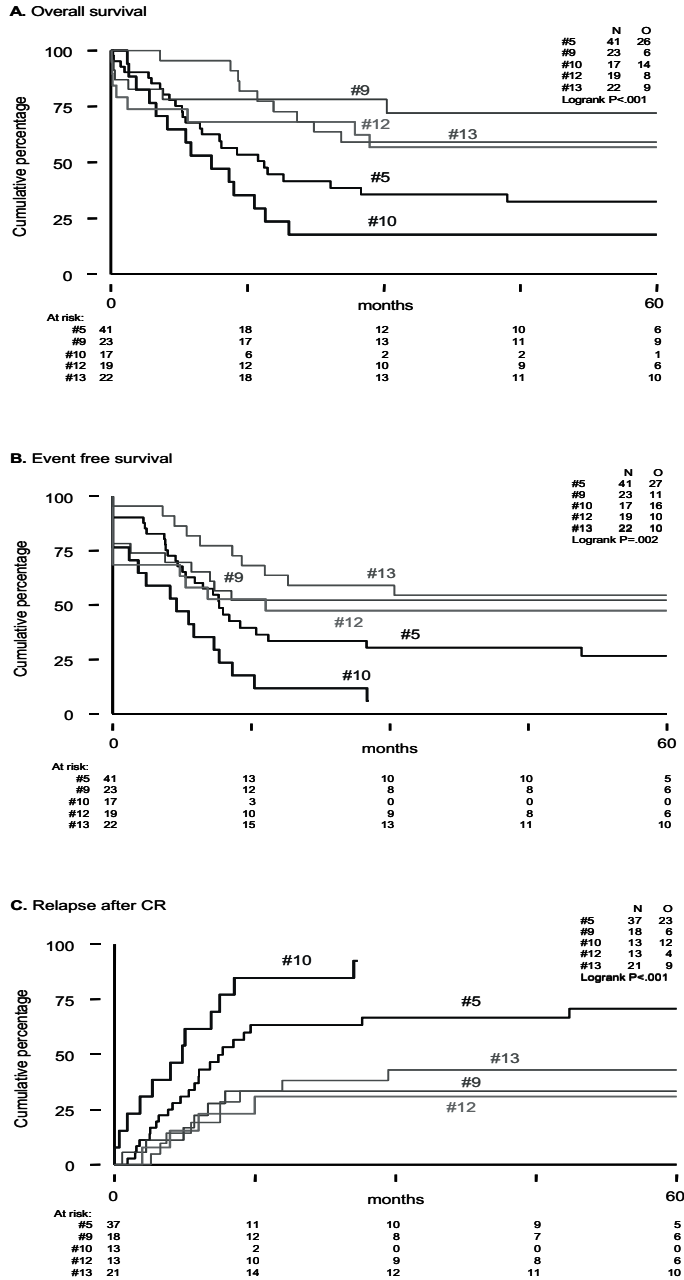 A. Overall survival
N O
#5 41 26
#9 23 6
#10 17 14
#12 19 8
#13 22 9
Logrank P<.001
100
75
50
25
0
Cumulative percentage
#9
#12
#13
#5
#10
0 months 60
At risk:
#5 41 18 12 10 6
#9 23 17 13 11 9
#10 17 6 2 2 1
#12 19 12 10 9 6
#13 22 18 13 11 10
B. Event free survival
N O
#5 41 27
#9 23 11
#10 17 16
#12 19 10
#13 22 10
Logrank P=.002
100
75
50
25
0
Cumulative percentage
#13
#9
#12
#5
#10
0 months 60
At risk:
#5 41 13 10 10 5
#9 23 12 8 8 6
#10 17 3 0 0 0
#12 19 10 9 8 6
#13 22 15 13 11 10
C. Relapse after CR
N O
#5 37 23
#9 18 6
#10 13 12
#12 13 4
#13 21 9
Logrank P<.001
100
75
50
25
0
Cumulative percentage
#10
#5
#13
#9
#12
0 months 60
At risk:
#5 37 11 10 9 5
#9 18 12 8 7 6
#10 13 2 0 0 0
#12 13 10 9 8 6
#13 21 14 12 11 10